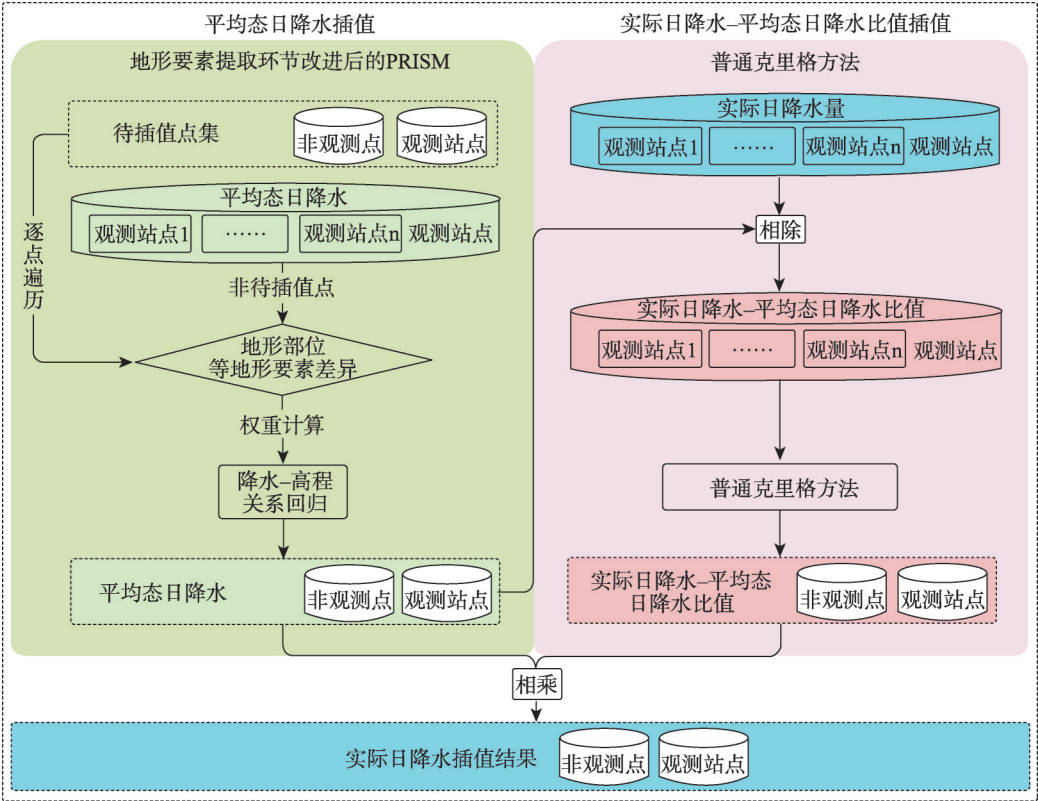 平均态日降水插值
地形要素提取环节改进后的PRISM
待插值点集
非观测点
观测站点
逐点遍历
平均态日降水
观测站点1
……
观测站点n
观测站点
非待插值点
地形部位
等地形要素差异
权重计算
降水–高程
关系回归
平均态日降水
非观测点
观测站点
实际日降水–平均态日降水比值插值
普通克里格方法
实际日降水量
观测站点1
……
观测站点n
观测站点
相除
实际日降水–平均态日降水比值
观测站点1
……
观测站点n
观测站点
普通克里格方法
实际日降水–平均态
日降水比值
非观测点
观测站点
相乘
实际日降水插值结果
非观测点
观测站点